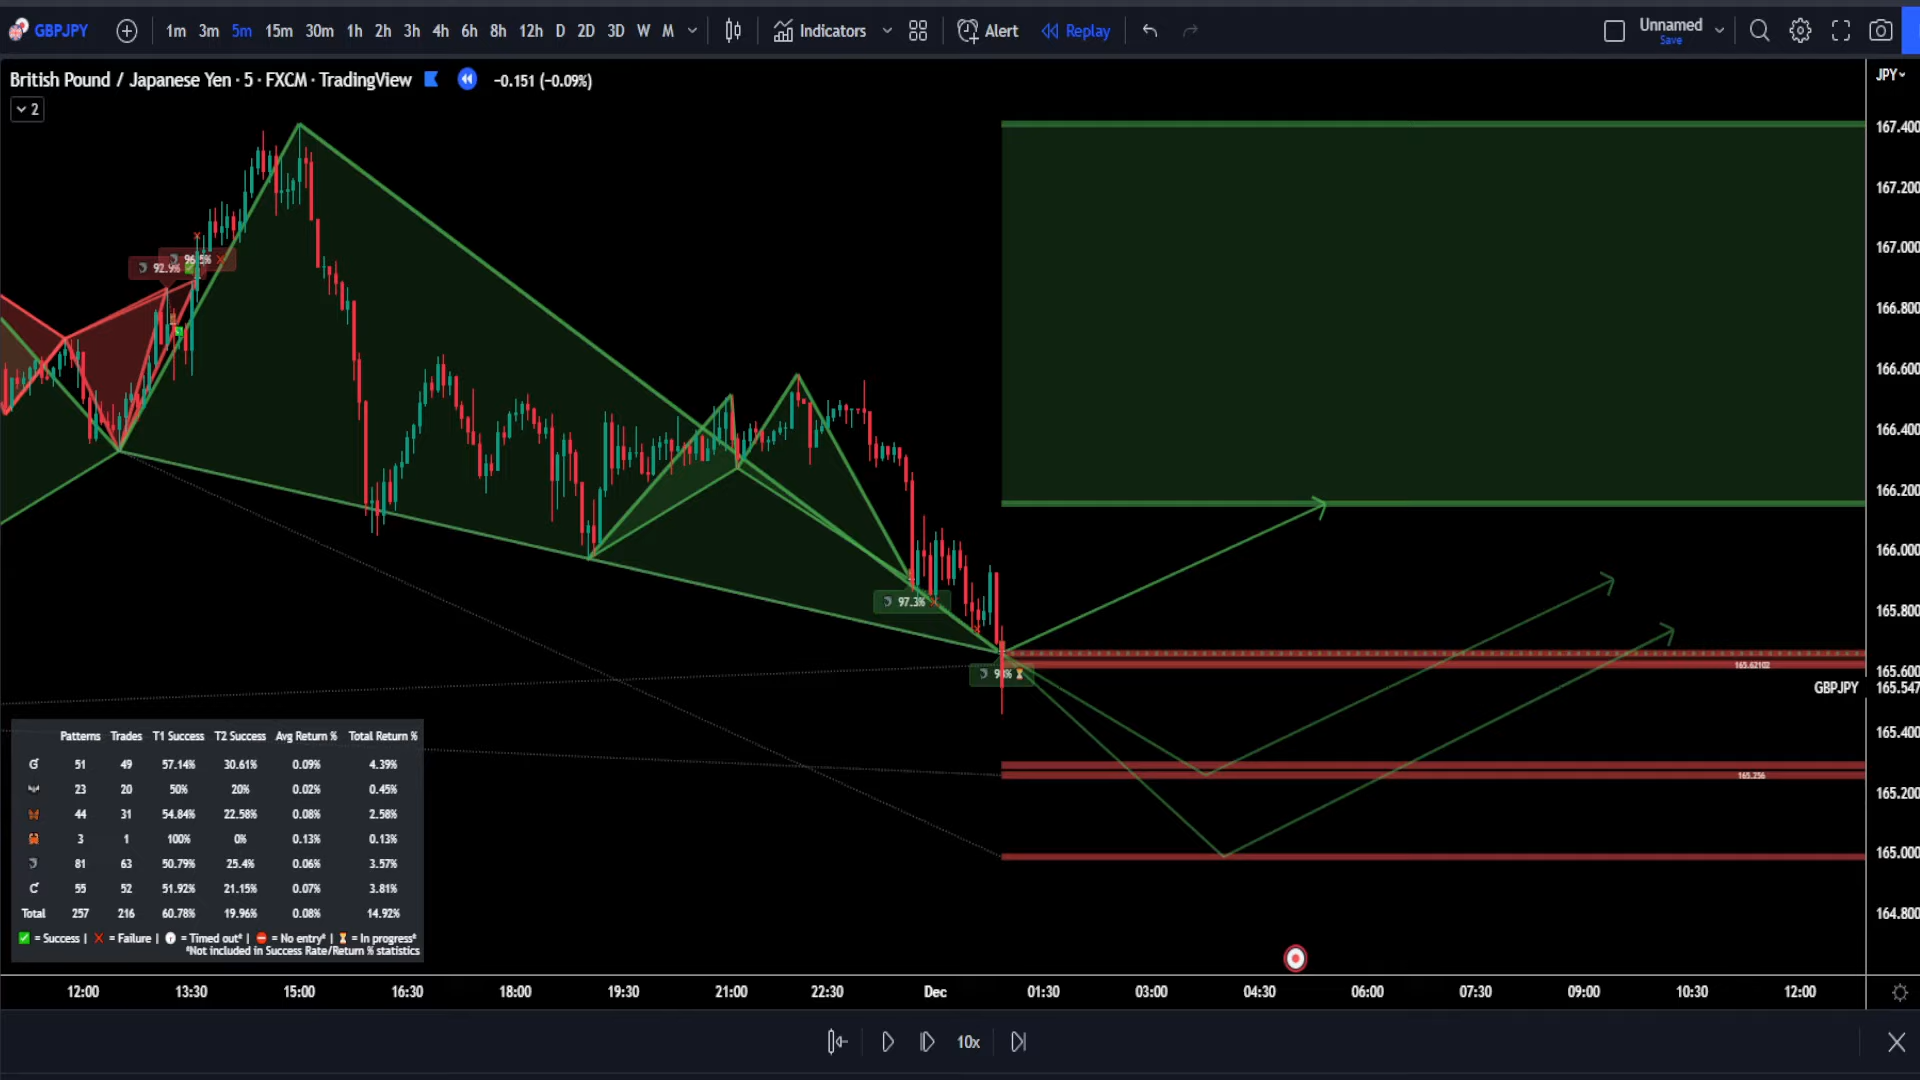 GBPJPY 1m 3m 5m 15m 30m 1h 2h 3h 4h 6h 8h 12h D 2D 3D W M Indicators Alert Replay Unnamed
Save
British Pound / Japanese Yen · 5 · FXCM · TradingView −0.151 (−0.09%)
JPY
2
167.400
167.200
167.000
166.800
166.600
166.400
166.200
166.000
165.800
165.600
GBPJPY 165.547
165.400
165.200
165.000
164.800
92.9%
96.5%
97.3%
165.62102
165.256
Patterns Trades T1 Success T2 Success Avg Return % Total Return %
51 49 57.14% 30.61% 0.09% 4.39%
23 20 50% 20% 0.02% 0.45%
44 31 54.84% 22.58% 0.08% 2.58%
3 1 100% 0% 0.13% 0.13%
81 63 50.79% 25.4% 0.06% 3.57%
55 52 51.92% 21.15% 0.07% 3.81%
Total 257 216 60.78% 19.96% 0.08% 14.92%
= Success | = Failure | = Timed out* | = No entry* | = In progress*
*Not included in Success Rate/Return % statistics
12:00 13:30 15:00 16:30 18:00 19:30 21:00 22:30 Dec 01:30 03:00 04:30 06:00 07:30 09:00 10:30 12:00
10x